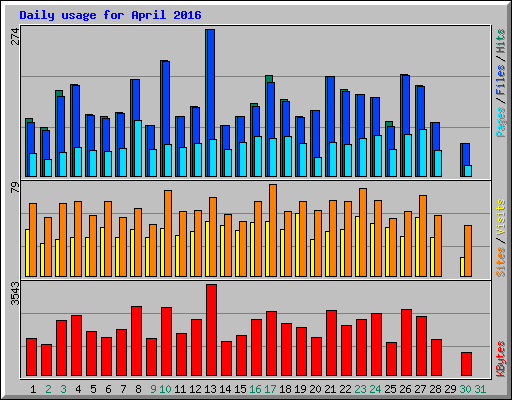 Daily usage for April 2016
274
Pages / Files / Hits
79
Sites / Visits
3543
KBytes
1 2 3 4 5 6 7 8 9 10 11 12 13 14 15 16 17 18 19 20 21 22 23 24 25 26 27 28 29 30 31